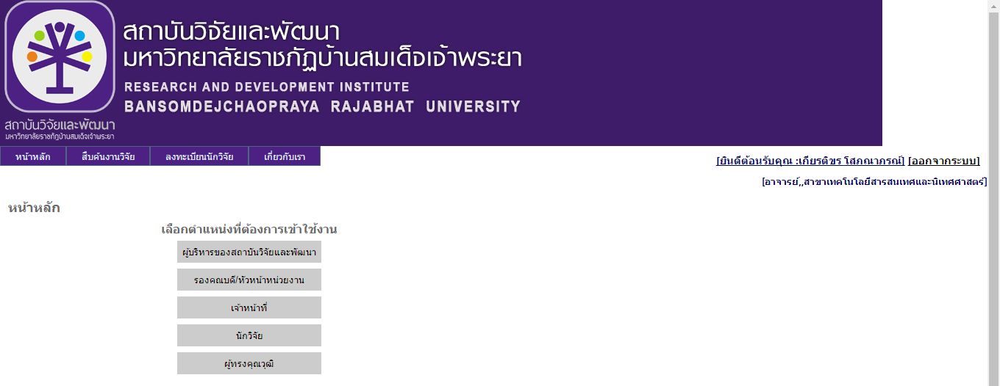 สถาบันวิจัยและพัฒนา
มหาวิทยาลัยราชภัฏบ้านสมเด็จเจ้าพระยา
RESEARCH AND DEVELOPMENT INSTITUTE
BANSOMDEJCHAOPRAYA RAJABHAT UNIVERSITY
สถาบันวิจัยและพัฒนา
มหาวิทยาลัยราชภัฏบ้านสมเด็จเจ้าพระยา
หน้าหลัก สืบค้นงานวิจัย ลงทะเบียนนักวิจัย เกี่ยวกับเรา
[ยินดีต้อนรับคุณ :เกียรติขร โสภณาภรณ์] [ออกจากระบบ]
[อาจารย์,,สาขาเทคโนโลยีสารสนเทศและนิเทศศาสตร์]
หน้าหลัก
เลือกตำแหน่งที่ต้องการเข้าใช้งาน
ผู้บริหารของสถาบันวิจัยและพัฒนา
รองคณบดี/หัวหน้าหน่วยงาน
เจ้าหน้าที่
นักวิจัย
ผู้ทรงคุณวุฒิ